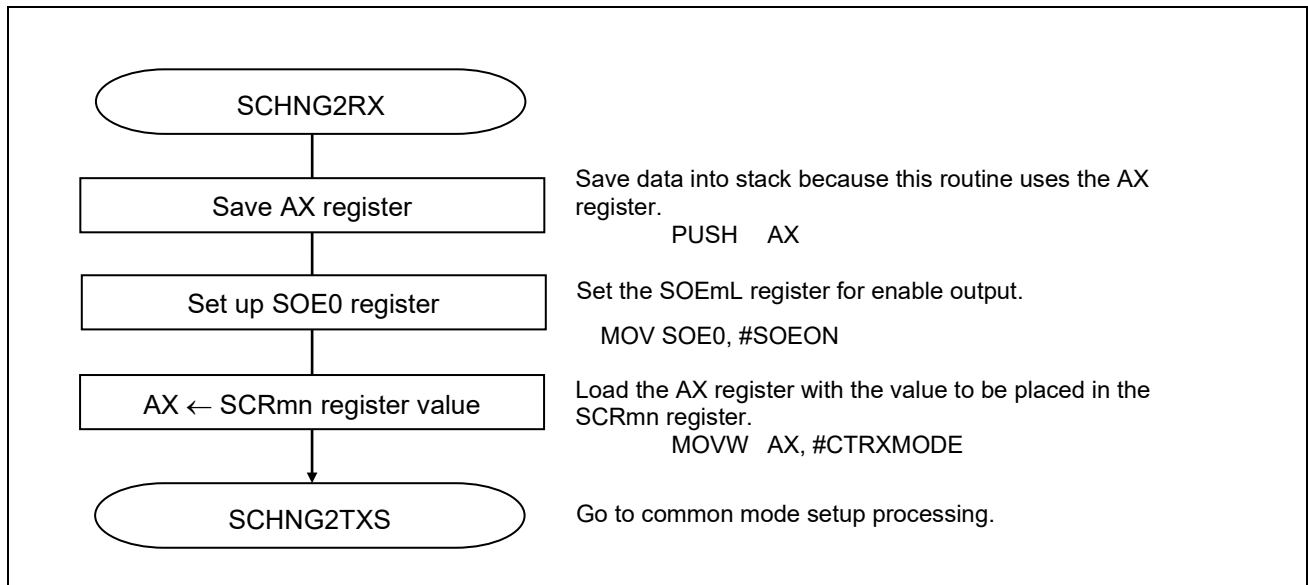 SCHNG2RX
Save AX register
Save data into stack because this routine uses the AX
register.
PUSH AX
Set up SOE0 register
Set the SOEmL register for enable output.
MOV SOE0, #SOEON
AX ← SCRmn register value
Load the AX register with the value to be placed in the
SCRmn register.
MOVW AX, #CTRXMODE
SCHNG2TXS
Go to common mode setup processing.